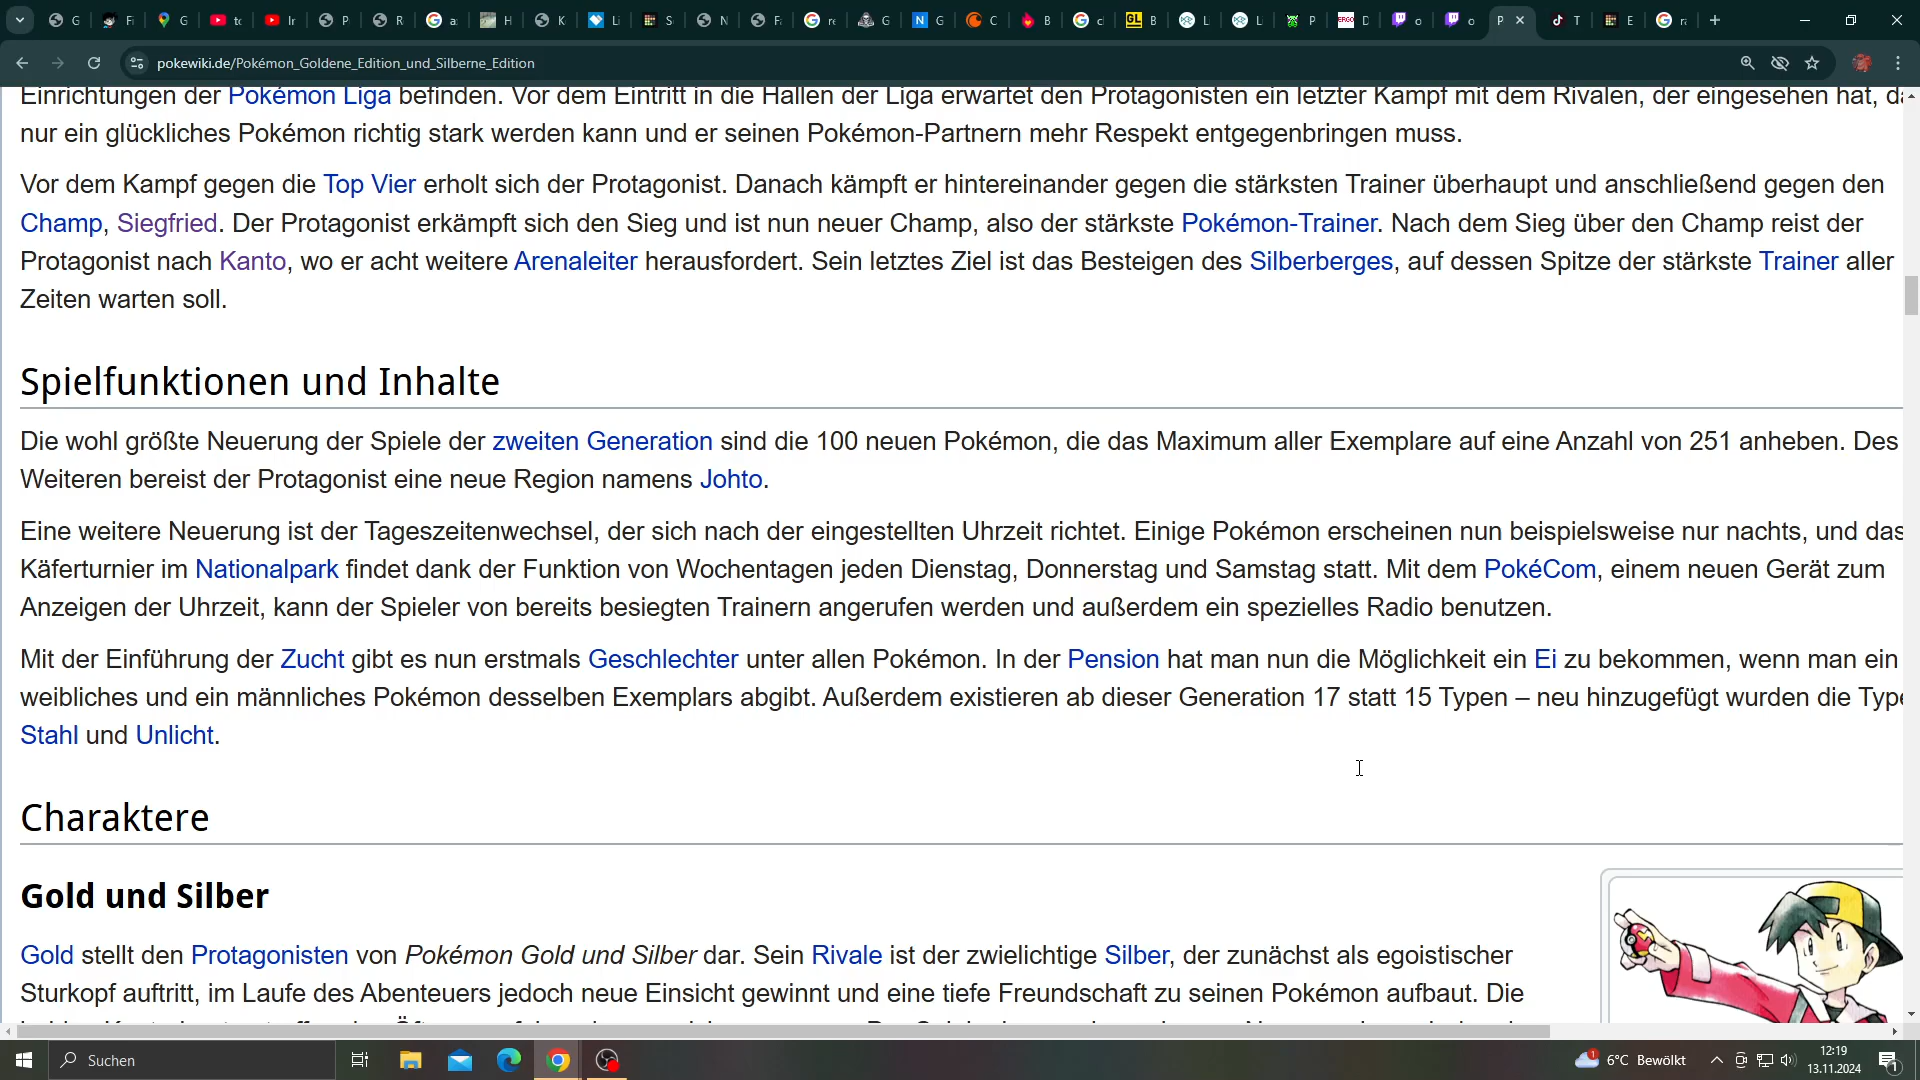 pokewiki.de/Pokémon_Goldene_Edition_und_Silberne_Edition
Einrichtungen der Pokémon Liga befinden. Vor dem Eintritt in die Hallen der Liga erwartet den Protagonisten ein letzter Kampf mit dem Rivalen, der eingesehen hat, da
nur ein glückliches Pokémon richtig stark werden kann und er seinen Pokémon-Partnern mehr Respekt entgegenbringen muss.
Vor dem Kampf gegen die Top Vier erholt sich der Protagonist. Danach kämpft er hintereinander gegen die stärksten Trainer überhaupt und anschließend gegen den
Champ, Siegfried. Der Protagonist erkämpft sich den Sieg und ist nun neuer Champ, also der stärkste Pokémon-Trainer. Nach dem Sieg über den Champ reist der
Protagonist nach Kanto, wo er acht weitere Arenaleiter herausfordert. Sein letztes Ziel ist das Besteigen des Silberberges, auf dessen Spitze der stärkste Trainer aller
Zeiten warten soll.
Spielfunktionen und Inhalte
Die wohl größte Neuerung der Spiele der zweiten Generation sind die 100 neuen Pokémon, die das Maximum aller Exemplare auf eine Anzahl von 251 anheben. Des
Weiteren bereist der Protagonist eine neue Region namens Johto.
Eine weitere Neuerung ist der Tageszeitenwechsel, der sich nach der eingestellten Uhrzeit richtet. Einige Pokémon erscheinen nun beispielsweise nur nachts, und das
Käferturnier im Nationalpark findet dank der Funktion von Wochentagen jeden Dienstag, Donnerstag und Samstag statt. Mit dem PokéCom, einem neuen Gerät zum
Anzeigen der Uhrzeit, kann der Spieler von bereits besiegten Trainern angerufen werden und außerdem ein spezielles Radio benutzen.
Mit der Einführung der Zucht gibt es nun erstmals Geschlechter unter allen Pokémon. In der Pension hat man nun die Möglichkeit ein Ei zu bekommen, wenn man ein
weibliches und ein männliches Pokémon desselben Exemplars abgibt. Außerdem existieren ab dieser Generation 17 statt 15 Typen – neu hinzugefügt wurden die Type
Stahl und Unlicht.
Charaktere
Gold und Silber
Gold stellt den Protagonisten von Pokémon Gold und Silber dar. Sein Rivale ist der zwielichtige Silber, der zunächst als egoistischer
Sturkopf auftritt, im Laufe des Abenteuers jedoch neue Einsicht gewinnt und eine tiefe Freundschaft zu seinen Pokémon aufbaut. Die
Suchen
6°C Bewölkt
12:19
13.11.2024